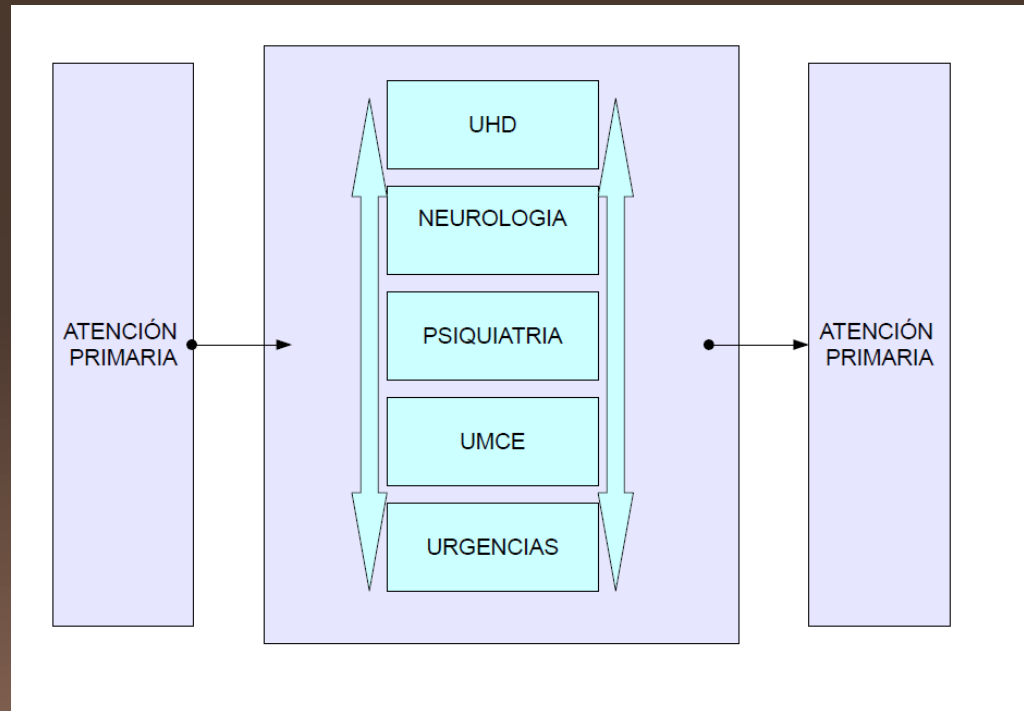 ATENCIÓN
PRIMARIA
UHD
NEUROLOGIA
PSIQUIATRIA
UMCE
URGENCIAS
ATENCIÓN
PRIMARIA